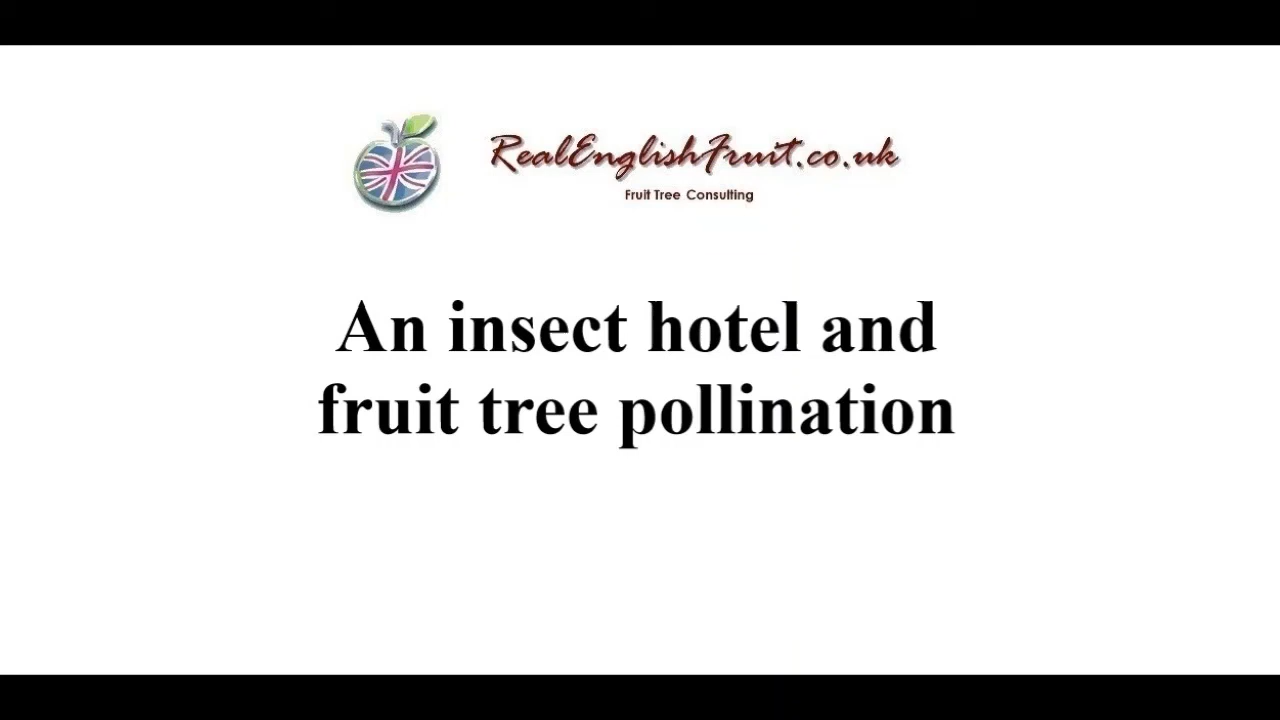 RealEnglishFruit.co.uk
Fruit Tree Consulting
An insect hotel and
fruit tree pollination